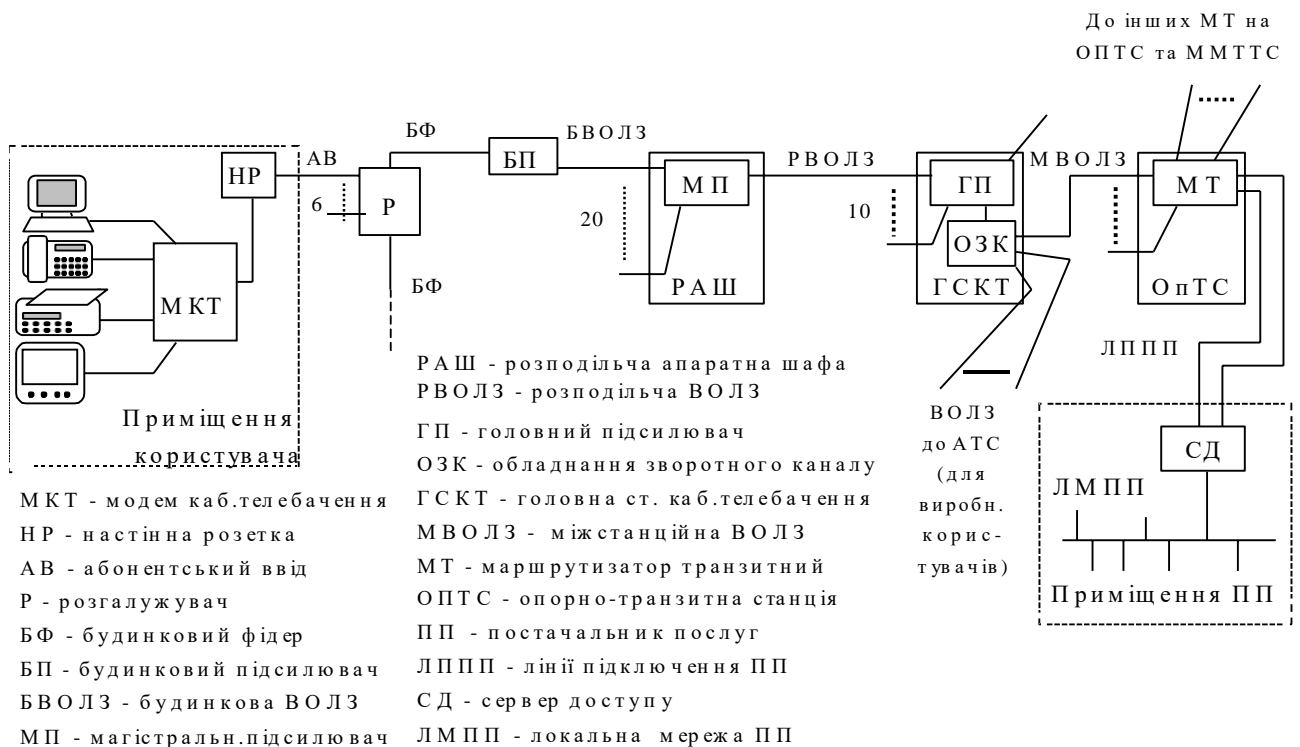 До інших МТ на
ОПТС та ММТТС
БФ
БВОЛЗ
АВ
НР
БП
РВОЛЗ
МВОЛЗ
МП
ГП
МТ
6
Р
20
10
ОЗК
МКТ
БФ
РАШ
ГСКТ
ОпТС
ЛППП
Приміщення
користувача
ВОЛЗ
до АТС
(для
виробн.
корис-
тувачів)
СД
ЛМПП
Приміщення ПП
МКТ - модем каб.телебачення
НР - настінна розетка
АВ - абонентський ввід
Р - розгалужувач
БФ - будинковий фідер
БП - будинковий підсилювач
БВОЛЗ - будинкова ВОЛЗ
МП - магістральн.підсилювач
РАШ - розподільча апаратна шафа
РВОЛЗ - розподільча ВОЛЗ
ГП - головний підсилювач
ОЗК - обладнання зворотного каналу
ГСКТ - головна ст. каб.телебачення
МВОЛЗ - міжстанційна ВОЛЗ
МТ - маршрутизатор транзитний
ОПТС - опорно-транзитна станція
ПП - постачальник послуг
ЛППП - лінії підключення ПП
СД - сервер доступу
ЛМПП - локальна мережа ПП